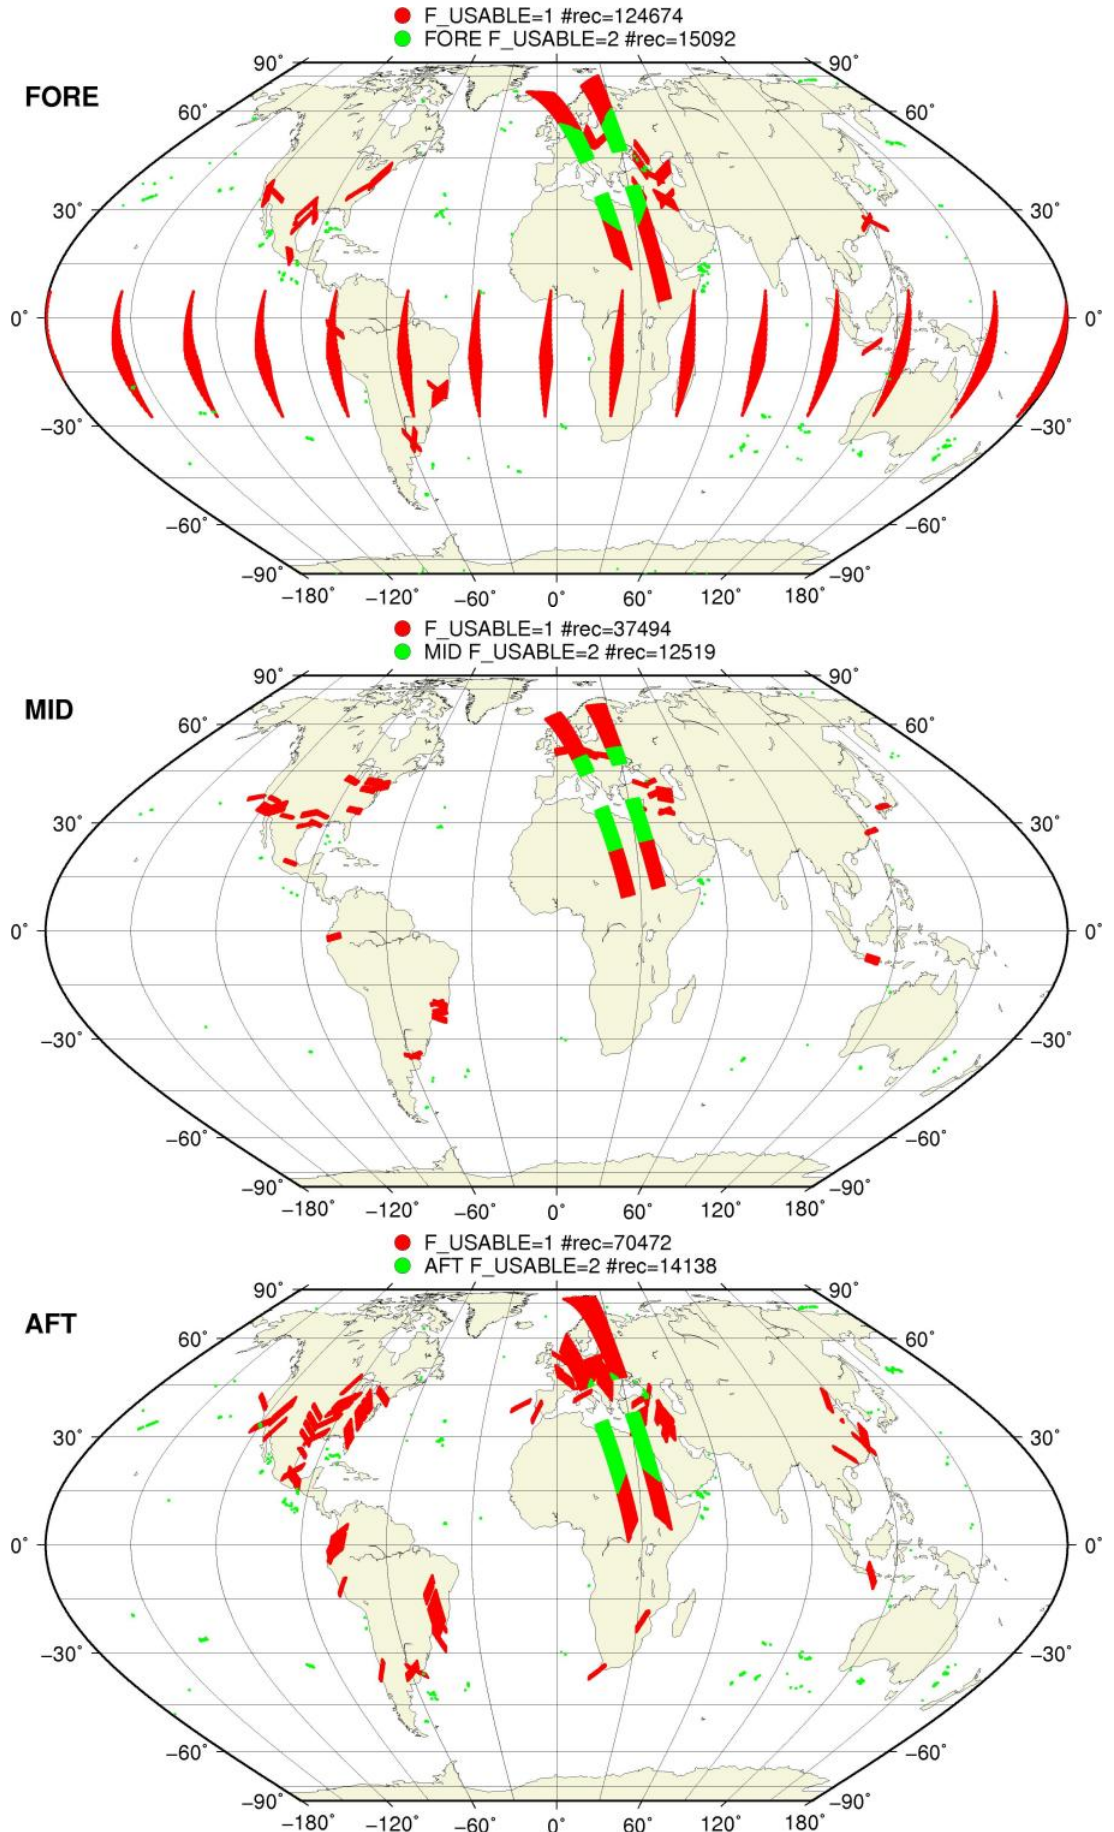 F_USABLE=1 #rec=124674
FORE F_USABLE=2 #rec=15092
90° 90°
FORE
60° 60°
30° 30°
0° 0°
−30° −30°
−60° −60°
−90° −90°
−180° −120° −60° 0° 60° 120° 180°
F_USABLE=1 #rec=37494
MID F_USABLE=2 #rec=12519
90° 90°
MID
60° 60°
30° 30°
0° 0°
−30° −30°
−60° −60°
−90° −90°
−180° −120° −60° 0° 60° 120° 180°
F_USABLE=1 #rec=70472
AFT F_USABLE=2 #rec=14138
90° 90°
AFT
60° 60°
30° 30°
0° 0°
−30° −30°
−60° −60°
−90° −90°
−180° −120° −60° 0° 60° 120° 180°